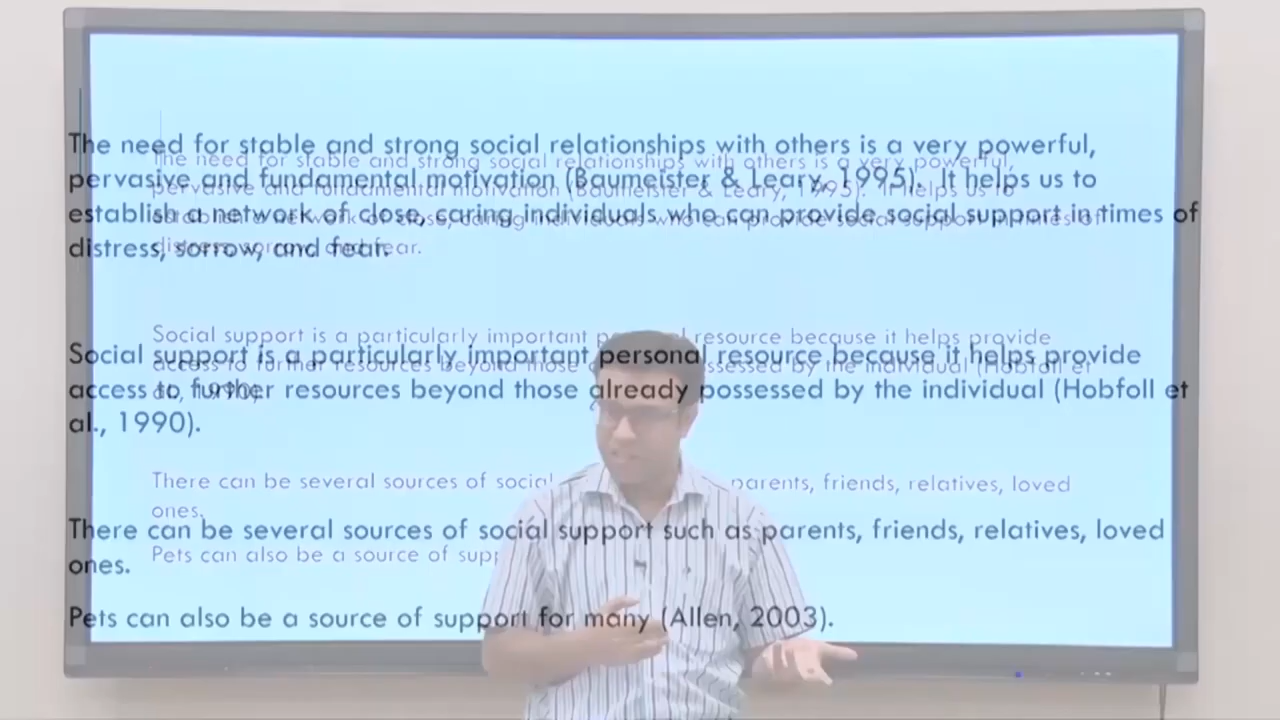 The need for stable and strong social relationships with others is a very powerful,
pervasive and fundamental motivation (Baumeister & Leary, 1995). It helps us to
establish a network of close, caring individuals who can provide social support in times of
distress, sorrow, and fear.
Social support is a particularly important personal resource because it helps provide
access to further resources beyond those already possessed by the individual (Hobfoll et
al., 1990).
There can be several sources of social support such as parents, friends, relatives, loved
ones.
Pets can also be a source of support for many (Allen, 2003).